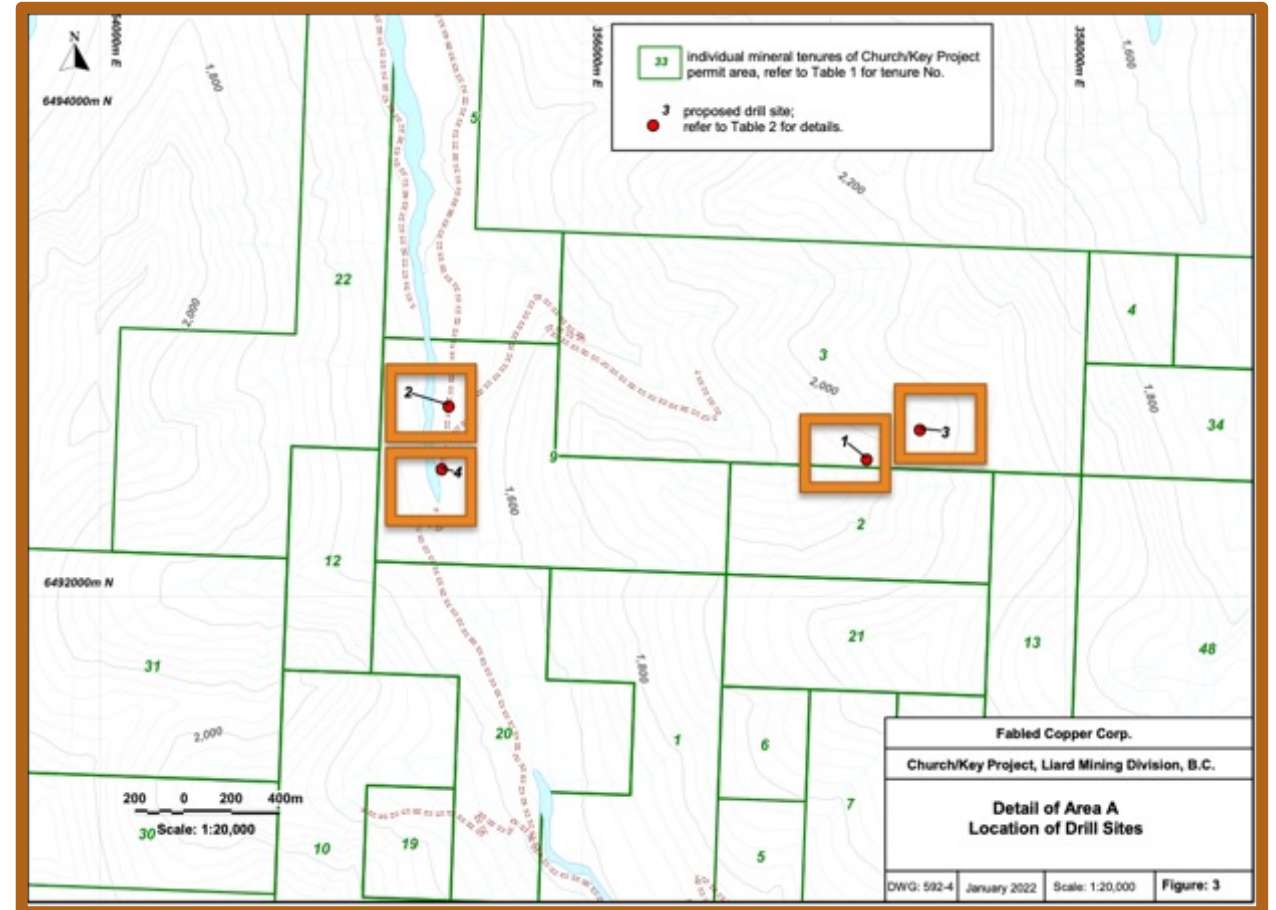 N
540000m E
1,800
6494000m N
356000m E
358000m E
1,600
33 individual mineral tenures of Church/Key Project
permit area, refer to Table 1 for tenure No.
3 proposed drill site;
refer to Table 2 for details.
5
2,200
22
2,000
4
3
2,000
1,800
34
2
1
3
4
9
1,600
2
12
6492000m N
21
13
48
31
1,800
2,000
20
1
6
7
200 0 200 400m
Scale: 1:20,000
30
10
19
5
Fabled Copper Corp.
Church/Key Project, Liard Mining Division, B.C.
Detail of Area A
Location of Drill Sites
DWG: 592-4 January 2022 Scale: 1:20,000 Figure: 3